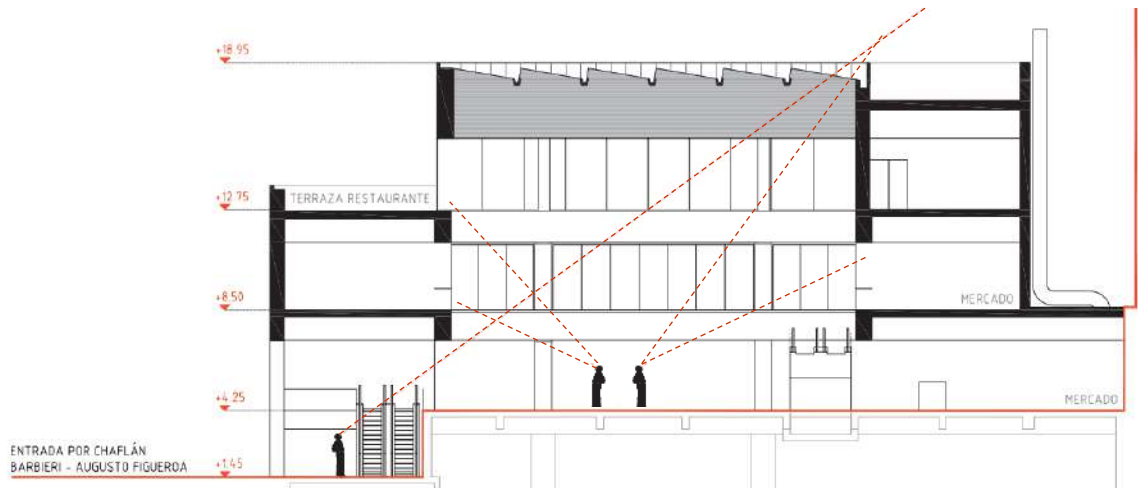 +18.95
TERRAZA RESTAURANTE
+12.75
+8.50
MERCADO
+4.25
MERCADO
ENTRADA POR CHAFLÁN
BARBIERI - AUGUSTO FIGUEROA
+1.45